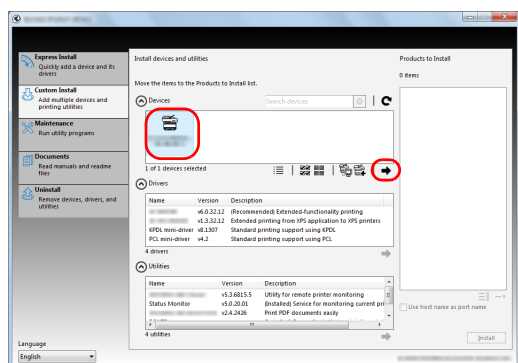 Express Install
Quickly add a device and its
drivers
Custom Install
Add multiple devices and
printing utilities
Maintenance
Run utility programs
Documents
Read manuals and readme
files
Uninstall
Remove devices, drivers, and
utilities
Language
English
Install devices and utilities
Move the items to the Products to Install list.
Devices
Search devices
1 of 1 devices selected
Drivers
Name Version Description
v6.0.32.12 (Recommended) Extended-functionality printing
v1.3.32.12 Extended printing from XPS application to XPS printers
KPDL mini-driver v8.1307 Standard printing support using KPDL
PCL mini-driver v4.2 Standard printing support using PCL
4 drivers
Utilities
Name Version Description
v5.3.6815.5 Utility for remote printer monitoring
Status Monitor v5.0.20.01 (Installed) Service for monitoring current pri
v2.4.2426 Print PDF documents easily
4 utilities
Products to Install
0 items
Use host name as port name
Install